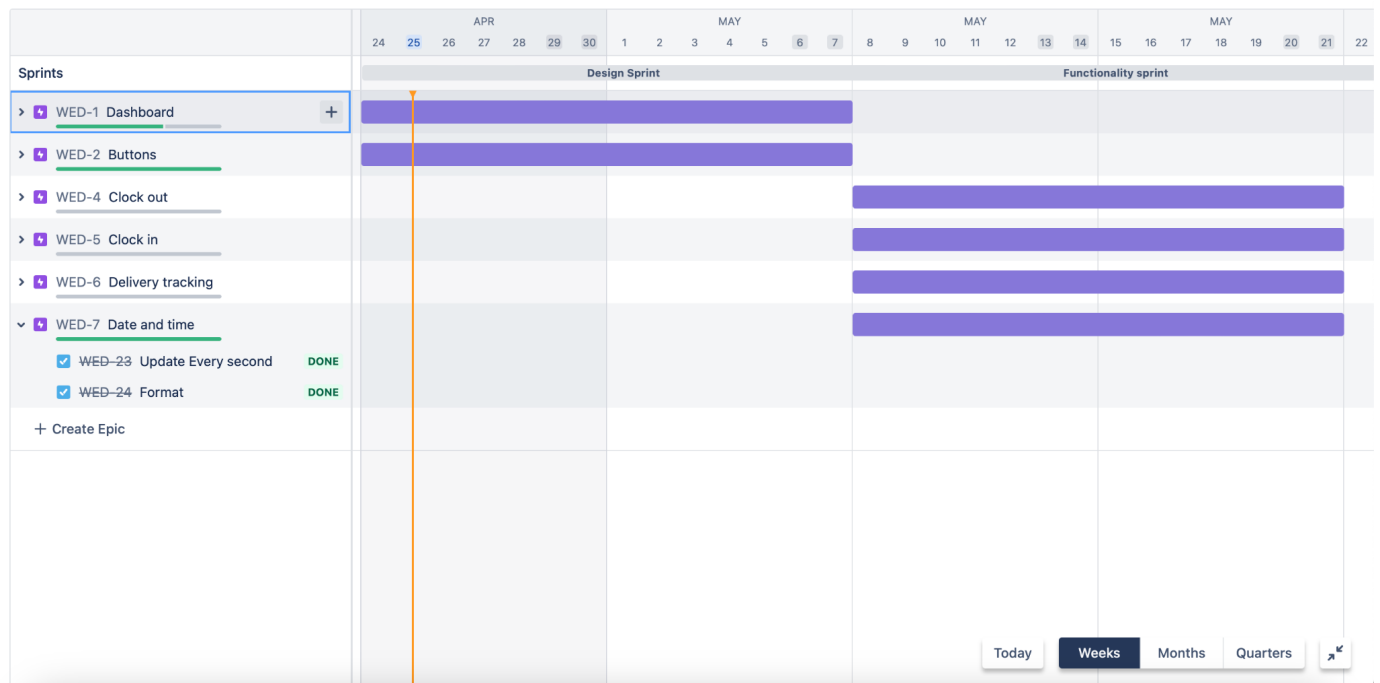 APR MAY MAY MAY
24 25 26 27 28 29 30 1 2 3 4 5 6 7 8 9 10 11 12 13 14 15 16 17 18 19 20 21 22
Sprints Design Sprint Functionality sprint
WED-1 Dashboard
WED-2 Buttons
WED-4 Clock out
WED-5 Clock in
WED-6 Delivery tracking
WED-7 Date and time
WED-23 Update Every second DONE
WED-24 Format DONE
+ Create Epic
Today Weeks Months Quarters